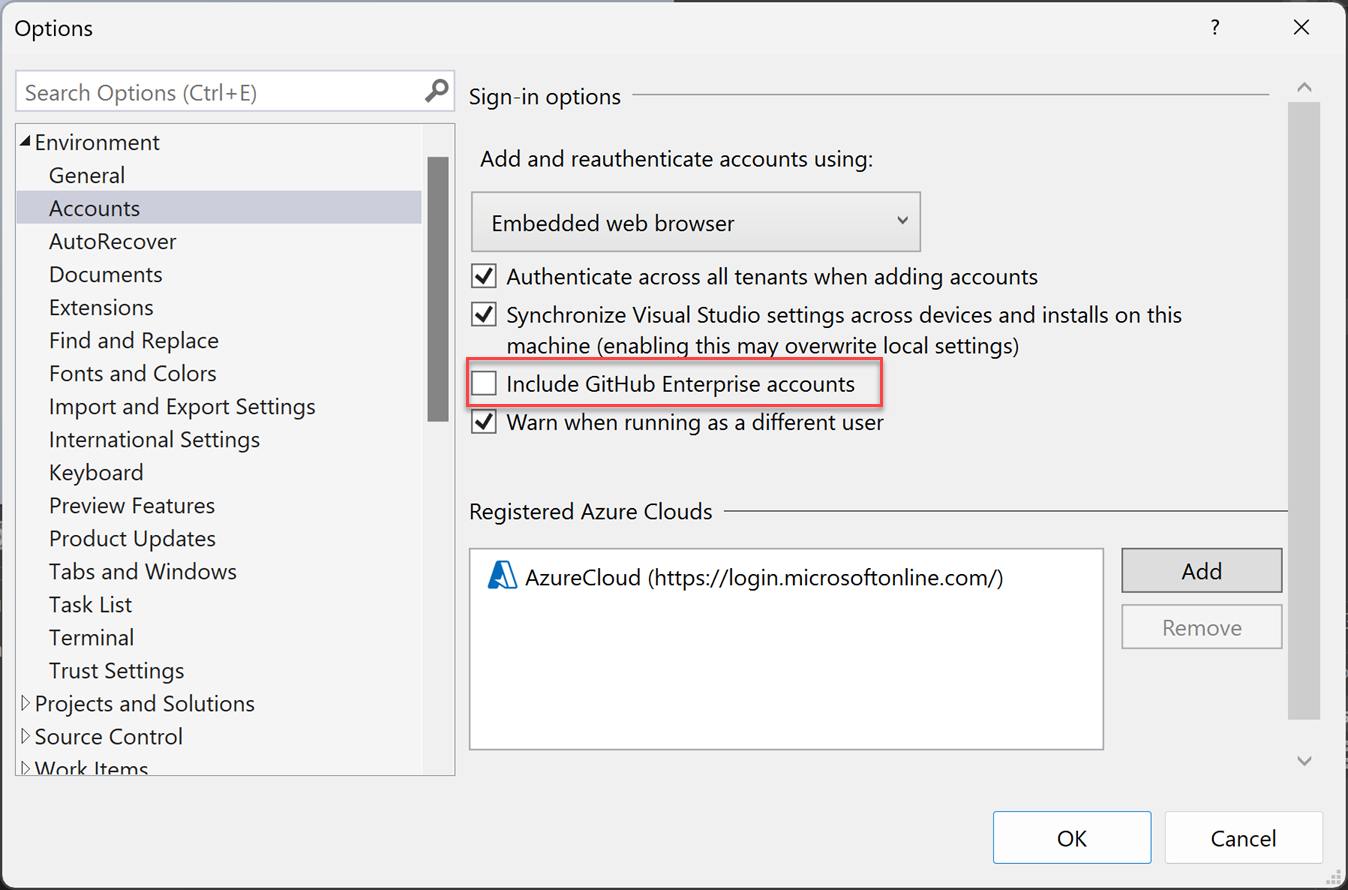 Options
?
Search Options (Ctrl+E)
Environment
General
Accounts
AutoRecover
Documents
Extensions
Find and Replace
Fonts and Colors
Import and Export Settings
International Settings
Keyboard
Preview Features
Product Updates
Tabs and Windows
Task List
Terminal
Trust Settings
Projects and Solutions
Source Control
Work Items
Sign-in options
Add and reauthenticate accounts using:
Embedded web browser
Authenticate across all tenants when adding accounts
Synchronize Visual Studio settings across devices and installs on this
machine (enabling this may overwrite local settings)
Include GitHub Enterprise accounts
Warn when running as a different user
Registered Azure Clouds
AzureCloud (https://login.microsoftonline.com/)
Add
Remove
OK
Cancel